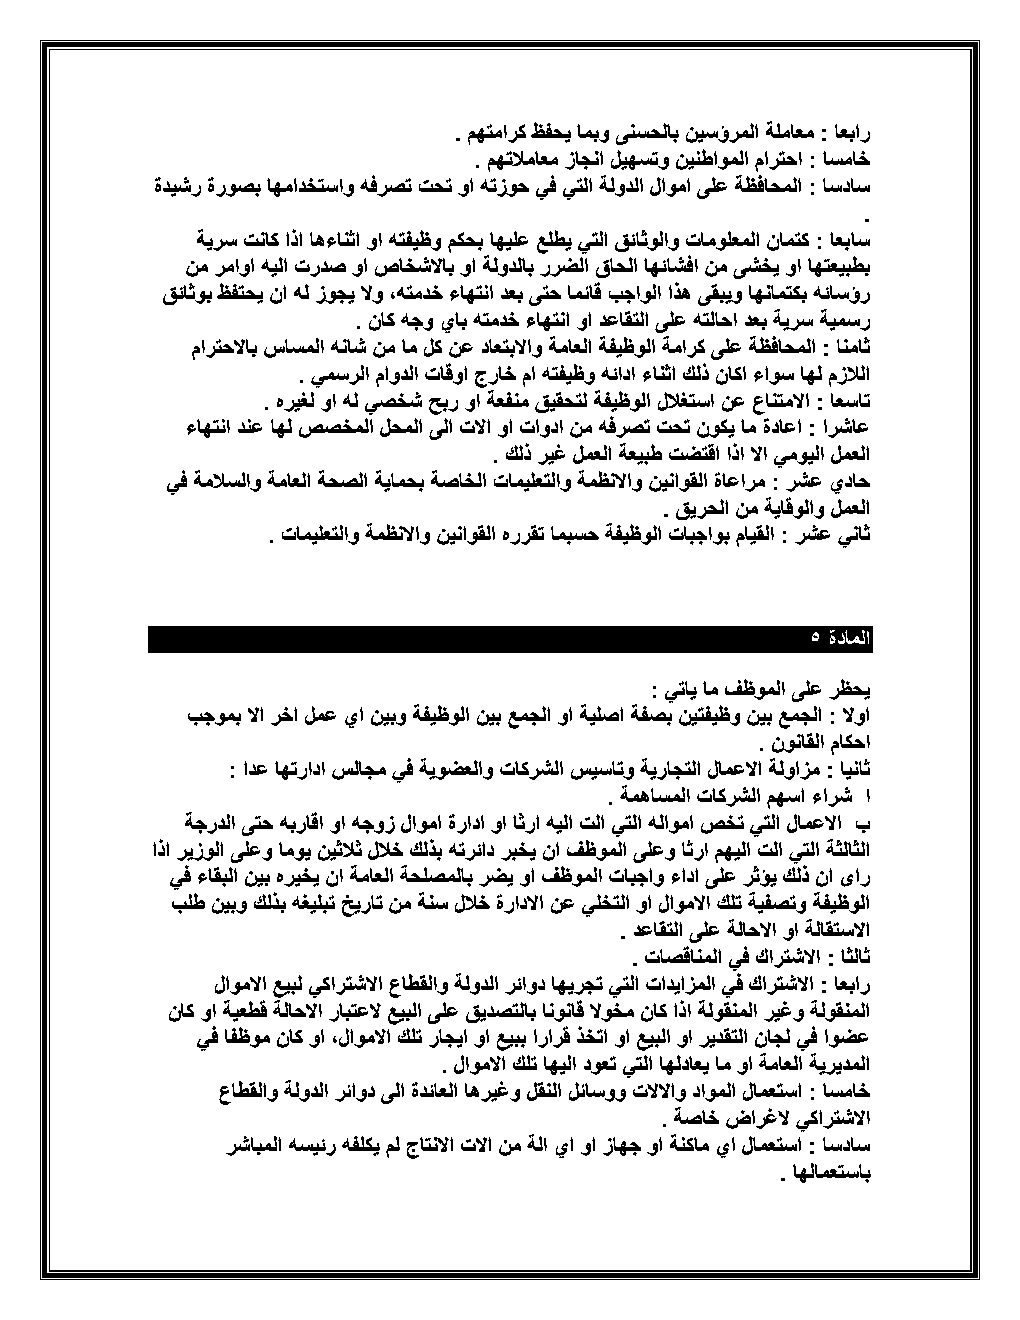 رابعا : معاملة المرؤسين بالحسنى وبما يحفظ كرامتهم .
خامسا : احترام المواطنين وتسهيل انجاز معاملاتهم .
سادسا : المحافظة على اموال الدولة التي في حوزته او تحت تصرفه واستخدامها بصورة رشيدة
.
سابعا : كتمان المعلومات والوثائق التي يطلع عليها بحكم وظيفته او اثناءها اذا كانت سرية
بطبيعتها او يخشى من افشائها الحاق الضرر بالدولة او بالاشخاص او صدرت اليه اوامر من
رؤسائه بكتمانها ويبقى هذا الواجب قائما حتى بعد انتهاء خدمته، ولا يجوز له ان يحتفظ بوثائق
رسمية سرية بعد احالته على التقاعد او انتهاء خدمته باي وجه كان .
ثامنا : المحافظة على كرامة الوظيفة العامة والابتعاد عن كل ما من شانه المساس بالاحترام
اللازم لها سواء اكان ذلك اثناء ادائه وظيفته ام خارج اوقات الدوام الرسمي .
تاسعا : الامتناع عن استغلال الوظيفة لتحقيق منفعة او ربح شخصي له او لغيره .
عاشرا : اعادة ما يكون تحت تصرفه من ادوات او الات الى المحل المخصص لها عند انتهاء
العمل اليومي الا اذا اقتضت طبيعة العمل غير ذلك .
حادي عشر : مراعاة القوانين والانظمة والتعليمات الخاصة بحماية الصحة العامة والسلامة في
العمل والوقاية من الحريق .
ثاني عشر : القيام بواجبات الوظيفة حسبما تقرره القوانين والانظمة والتعليمات .
المادة ٥
يحظر على الموظف ما ياتي :
اولا : الجمع بين وظيفتين بصفة اصلية او الجمع بين الوظيفة وبين اي عمل اخر الا بموجب
احكام القانون .
ثانيا : مزاولة الاعمال التجارية وتاسيس الشركات والعضوية في مجالس ادارتها عدا :
ا شراء اسهم الشركات المساهمة .
ب الاعمال التي تخص امواله التي الت اليه ارثا او ادارة اموال زوجه او اقاربه حتى الدرجة
الثالثة التي الت اليهم ارثا وعلى الموظف ان يخبر دائرته بذلك خلال ثلاثين يوما وعلى الوزير اذا
راى ان ذلك يؤثر على اداء واجبات الموظف او يضر بالمصلحة العامة ان يخيره بين البقاء في
الوظيفة وتصفية تلك الاموال او التخلي عن الادارة خلال سنة من تاريخ تبليغه بذلك وبين طلب
الاستقالة او الاحالة على التقاعد .
ثالثا : الاشتراك في المناقصات .
رابعا : الاشتراك في المزايدات التي تجريها دوائر الدولة والقطاع الاشتراكي لبيع الاموال
المنقولة وغير المنقولة اذا كان مخولا قانونا بالتصديق على البيع لاعتبار الاحالة قطعية او كان
عضوا في لجان التقدير او البيع او اتخذ قرارا ببيع او ايجار تلك الاموال، او كان موظفا في
المديرية العامة او ما يعادلها التي تعود اليها تلك الاموال .
خامسا : استعمال المواد والالات ووسائل النقل وغيرها العائدة الى دوائر الدولة والقطاع
الاشتراكي لاغراض خاصة .
سادسا : استعمال اي ماكنة او جهاز او اي الة من الات الانتاج لم يكلفه رئيسه المباشر
باستعمالها .